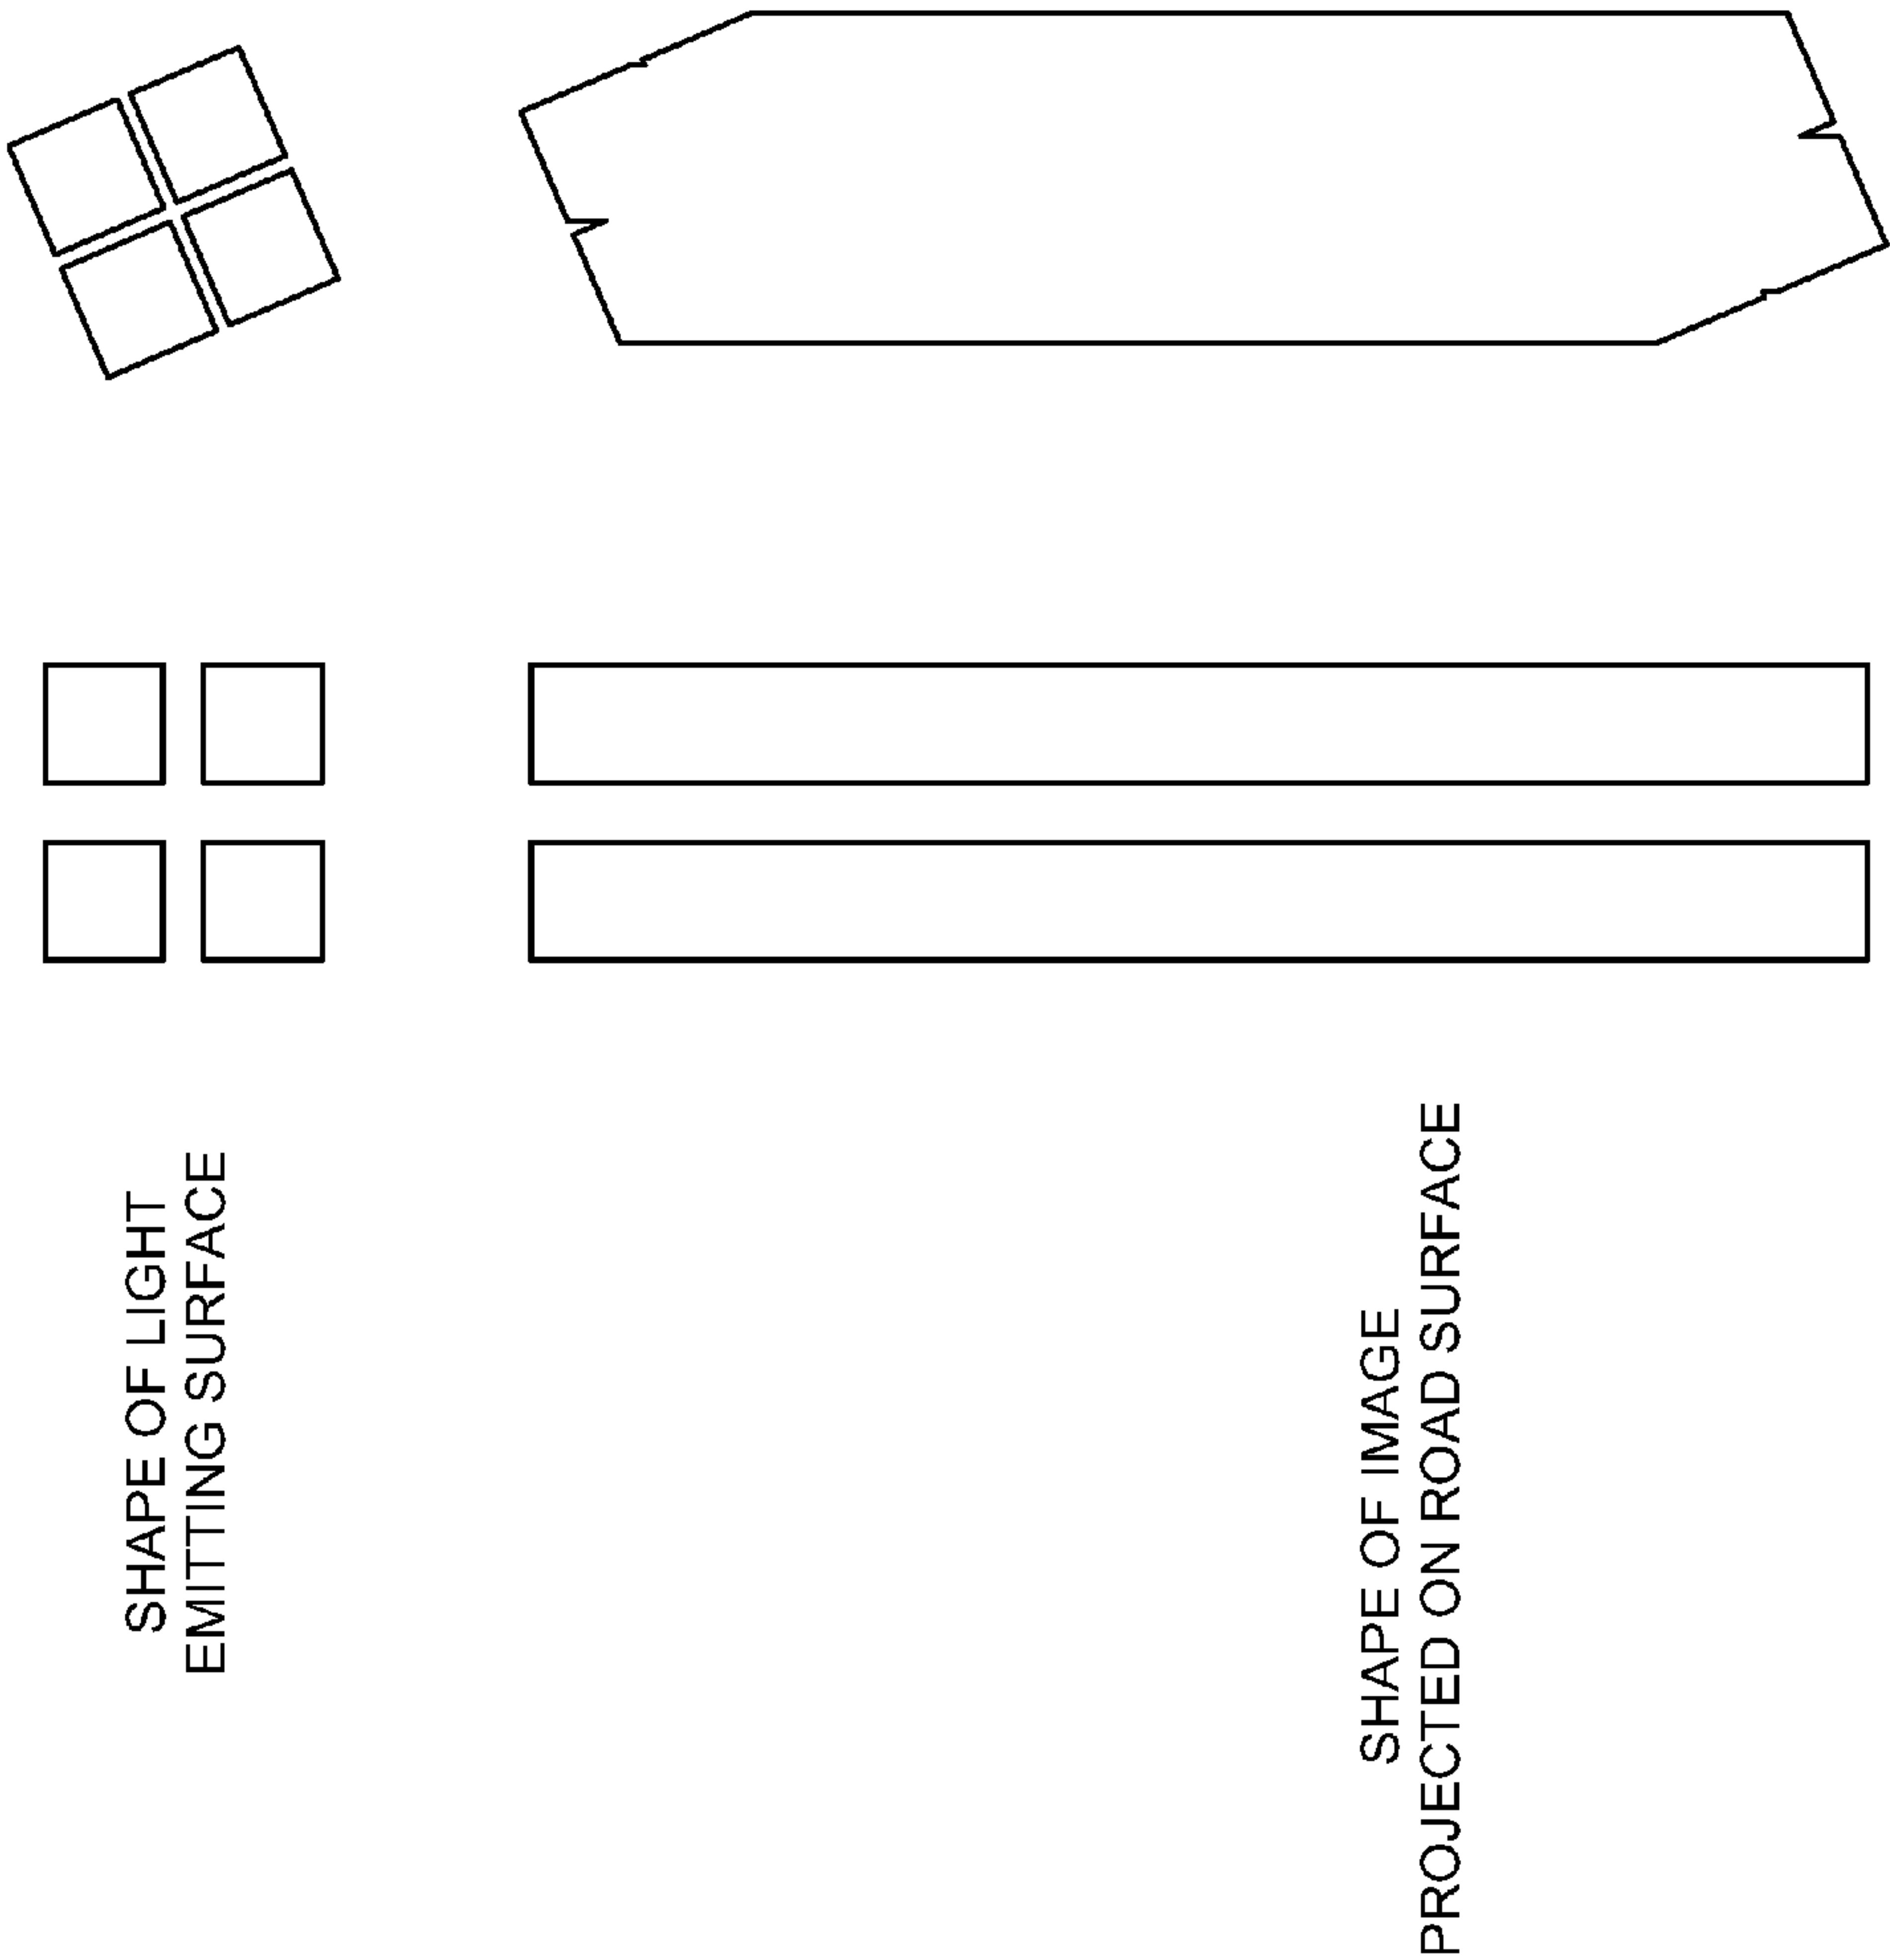 SHAPE OF LIGHT
EMITTING SURFACE
SHAPE OF IMAGE
PROJECTED ON ROAD SURFACE